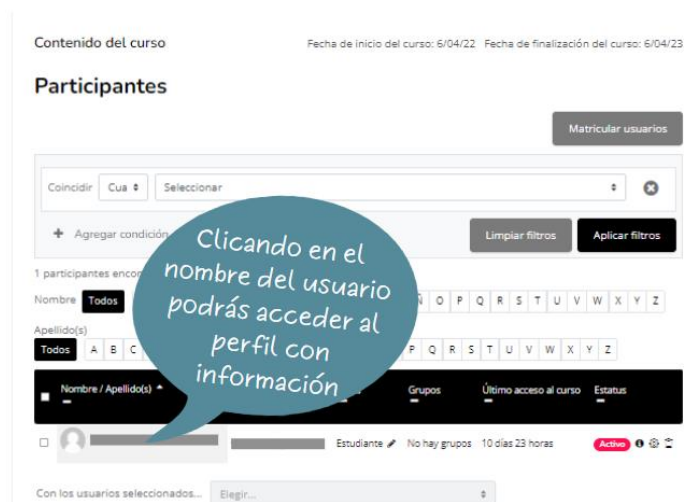 Contenido del curso Fecha de inicio del curso: 6/04/22 Fecha de finalización del curso: 6/04/23
Participantes
Matricular usuarios
Coincidir Cua Seleccionar
Agregar condición Limpiar filtros Aplicar filtros
Clicando en el
nombre del usuario
podrás acceder al
perfil con
información
1 participantes
Nombre Todos O P Q R S T U V W X Y Z
Apellido(s)
Todos A B C P Q R S T U V W X Y Z
Nombre / Apellido(s) Grupos Último acceso al curso Estatus
Estudiante No hay grupos 10 días 23 horas Activo
Con los usuarios seleccionados... Elegir...